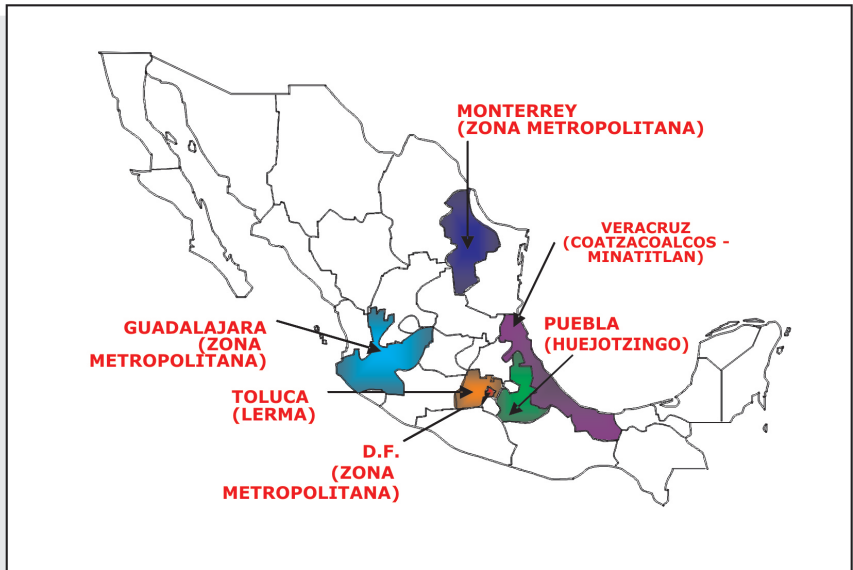 MONTERREY
(ZONA METROPOLITANA)
VERACRUZ
(COATZACOALCOS -
MINATITLAN)
PUEBLA
(HUEJOTZINGO)
GUADALAJARA
(ZONA
METROPOLITANA)
TOLUCA
(LERMA)
D.F.
(ZONA
METROPOLITANA)